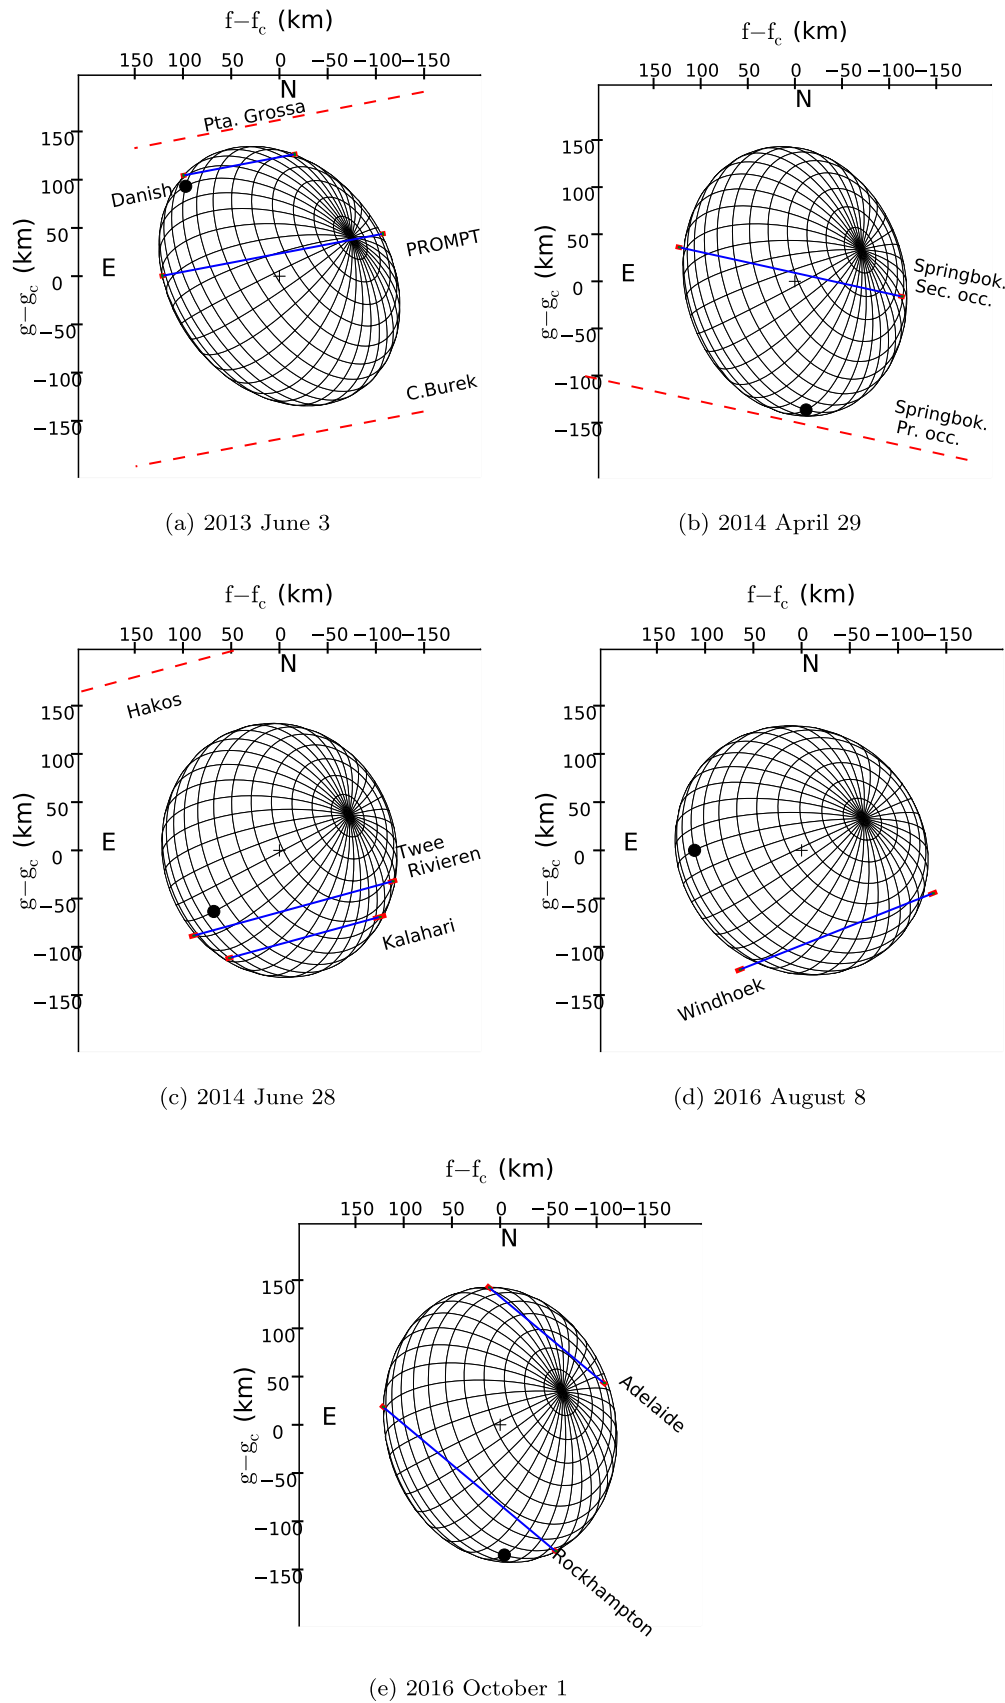 f−f_c (km)
150 100 50 0 −50 −100 −150
N
Pta. Grossa
150
100
50
0
−50
−100
−150
g−g_c (km)
Danish
E
PROMPT
C.Burek
(a) 2013 June 3
f−f_c (km)
150 100 50 0 −50 −100 −150
N
150
100
50
0
−50
−100
−150
g−g_c (km)
E
Springbok.
Sec. occ.
Springbok.
Pr. occ.
(b) 2014 April 29
f−f_c (km)
150 100 50 0 −50 −100 −150
N
Hakos
150
100
50
0
−50
−100
−150
g−g_c (km)
E
Twee
Rivieren
Kalahari
(c) 2014 June 28
f−f_c (km)
150 100 50 0 −50 −100 −150
N
150
100
50
0
−50
−100
−150
g−g_c (km)
E
Windhoek
(d) 2016 August 8
f−f_c (km)
150 100 50 0 −50 −100 −150
N
150
100
50
0
−50
−100
−150
g−g_c (km)
E
Adelaide
Rockhampton
(e) 2016 October 1